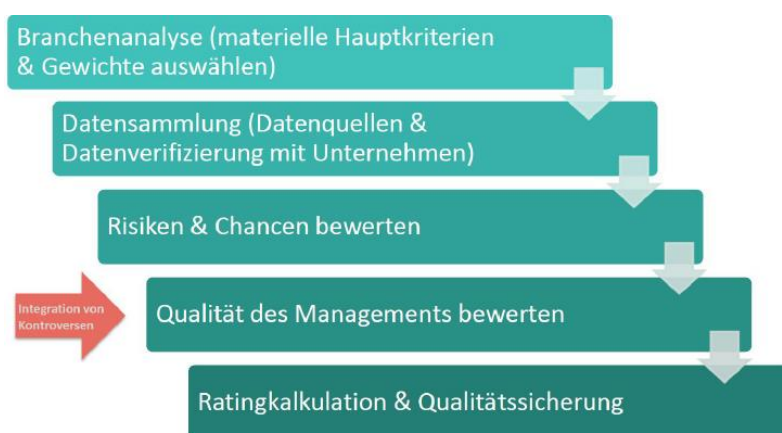 Branchenanalyse (materielle Hauptkriterien
& Gewichte auswählen)
Datensammlung (Datenquellen &
Datenverifizierung mit Unternehmen)
Risiken & Chancen bewerten
Integration von
Kontroversen
Qualität des Managements bewerten
Ratingkalkulation & Qualitätssicherung